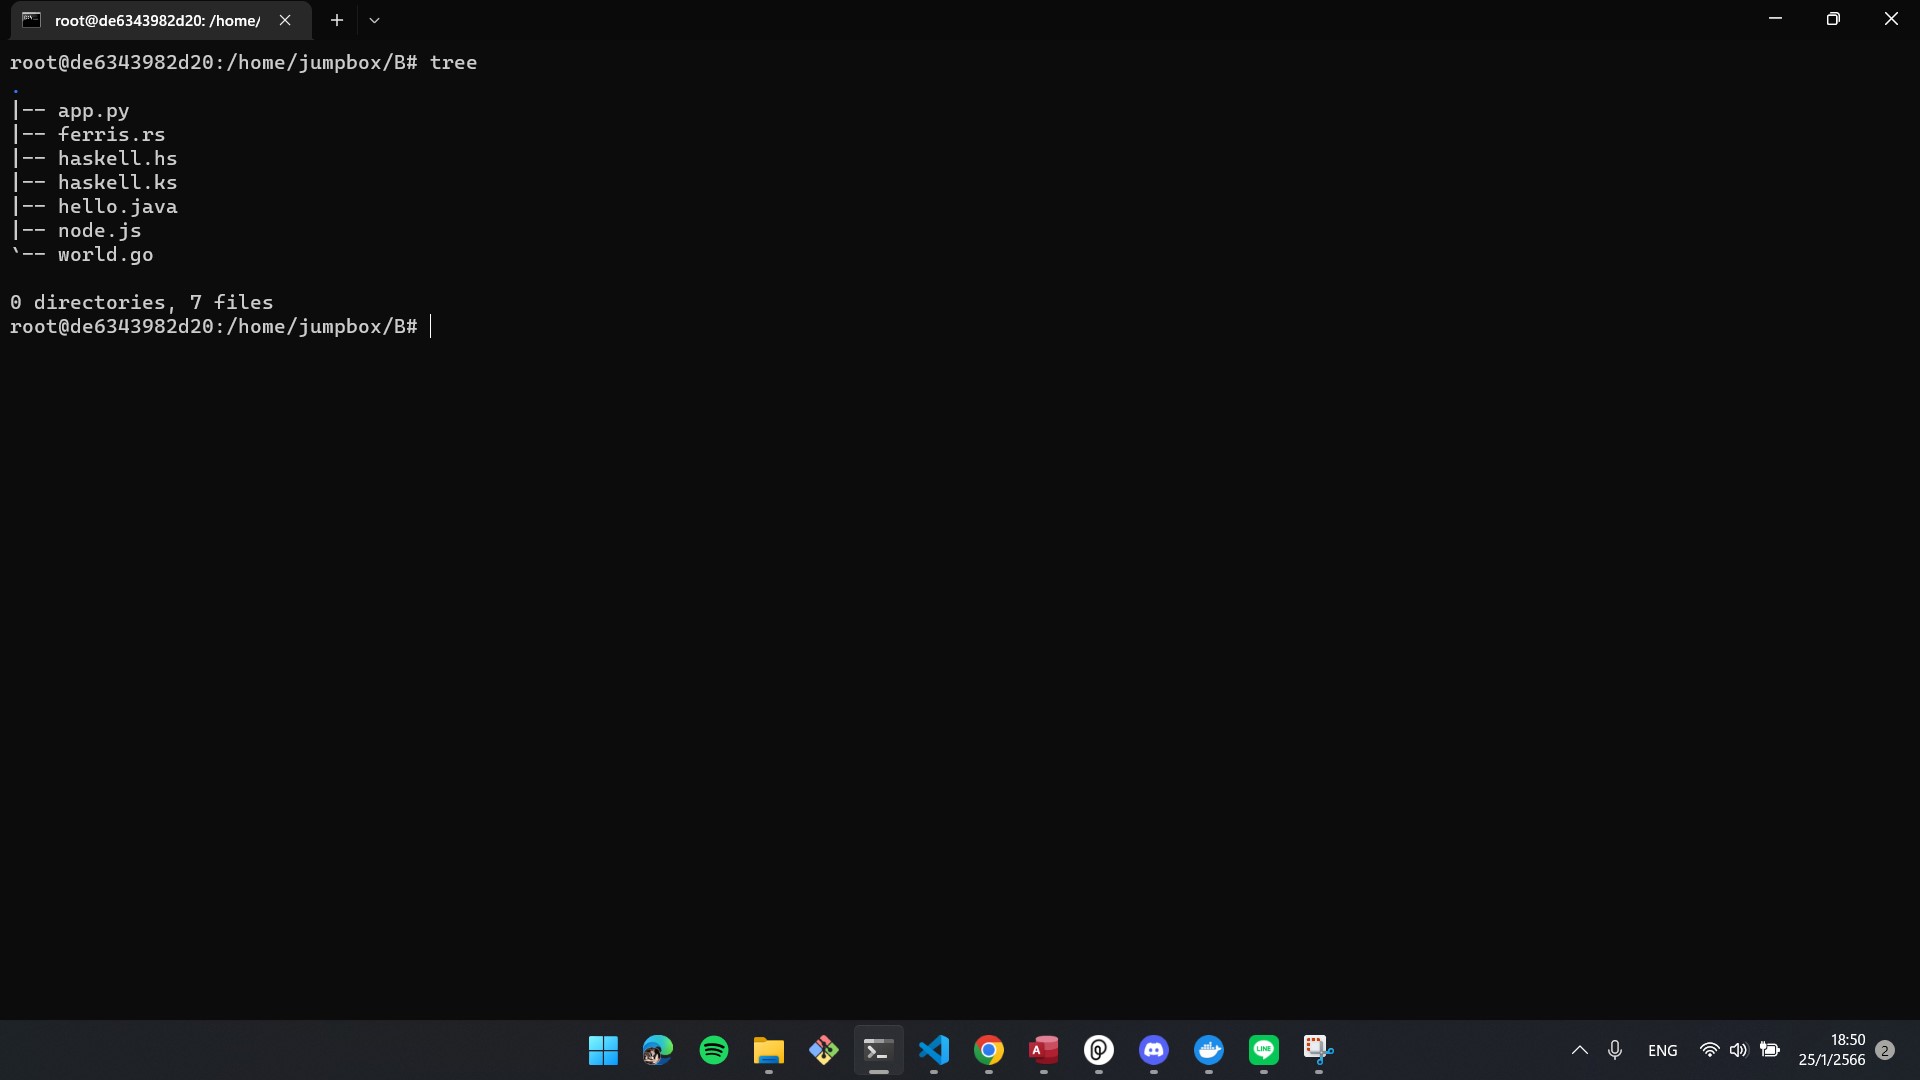 root@de6343982d20: /home/
root@de6343982d20:/home/jumpbox/B# tree
.
|-- app.py
|-- ferris.rs
|-- haskell.hs
|-- haskell.ks
|-- hello.java
|-- node.js
`-- world.go
0 directories, 7 files
root@de6343982d20:/home/jumpbox/B#
ENG
18:50
25/1/2566
2